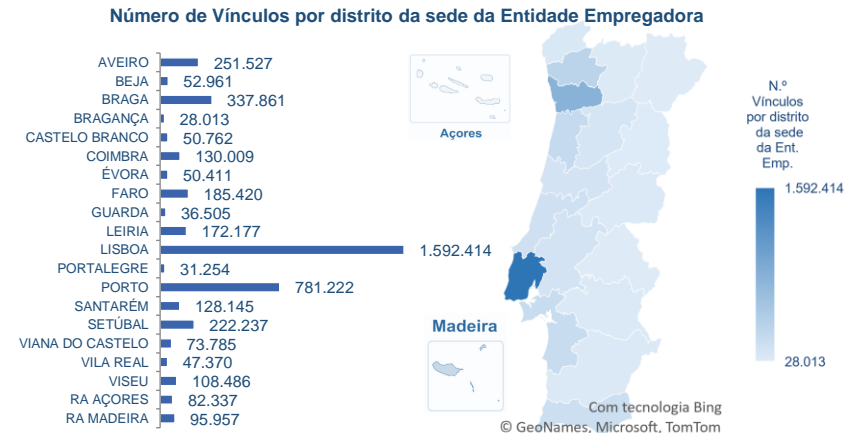 Número de Vínculos por distrito da sede da Entidade Empregadora
AVEIRO 251.527
BEJA 52.961
BRAGA 337.861
BRAGANÇA 28.013
CASTELO BRANCO 50.762
COIMBRA 130.009
ÉVORA 50.411
FARO 185.420
GUARDA 36.505
LEIRIA 172.177
LISBOA 1.592.414
PORTALEGRE 31.254
PORTO 781.222
SANTARÉM 128.145
SETÚBAL 222.237
VIANA DO CASTELO 73.785
VILA REAL 47.370
VISEU 108.486
RA AÇORES 82.337
RA MADEIRA 95.957
Açores
Madeira
N.º
Vínculos
por distrito
da sede
da Ent.
Emp.
1.592.414
28.013
Com tecnologia Bing
© GeoNames, Microsoft, TomTom